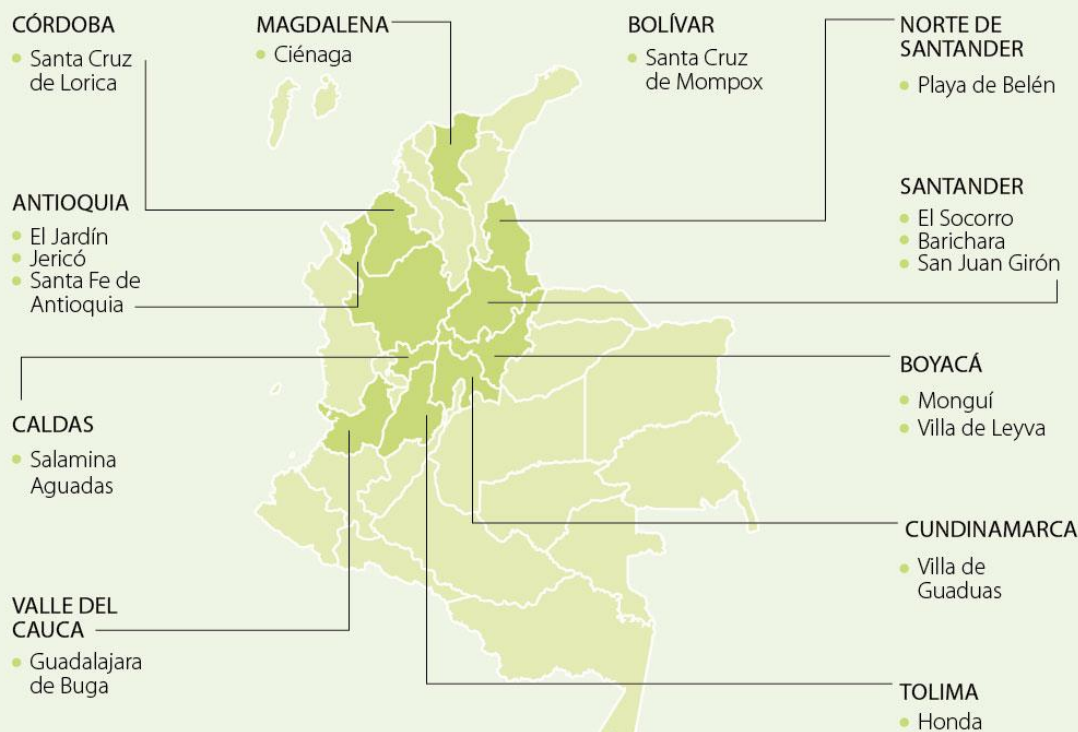 CÓRDOBA
• Santa Cruz
de Lorica
MAGDALENA
• Ciénaga
BOLÍVAR
• Santa Cruz
de Mompox
NORTE DE
SANTANDER
• Playa de Belén
ANTIOQUIA
• El Jardín
• Jericó
• Santa Fe de
Antioquia
SANTANDER
• El Socorro
• Barichara
• San Juan Girón
CALDAS
• Salamina
Aguadas
BOYACÁ
• Monguí
• Villa de Leyva
CUNDINAMARCA
• Villa de
Guaduas
VALLE DEL
CAUCA
• Guadalajara
de Buga
TOLIMA
• Honda